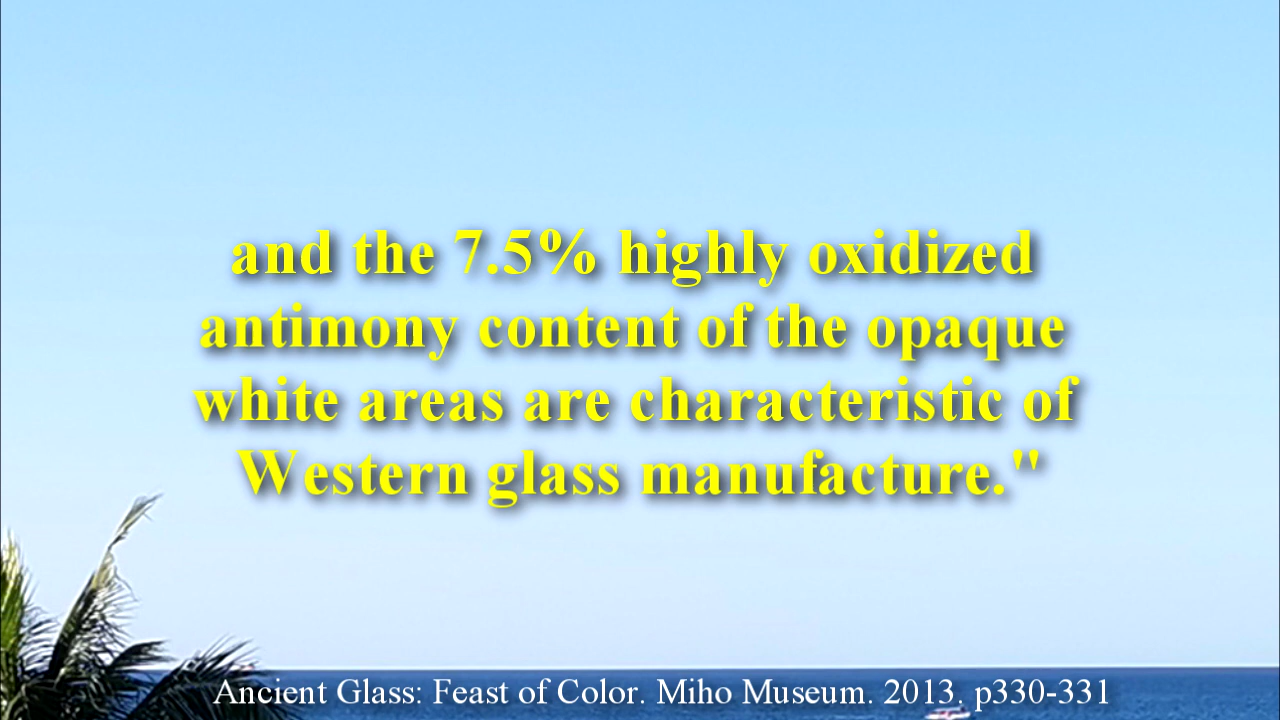 and the 7.5% highly oxidized
antimony content of the opaque
white areas are characteristic of
Western glass manufacture."
Ancient Glass: Feast of Color. Miho Museum. 2013. p330-331